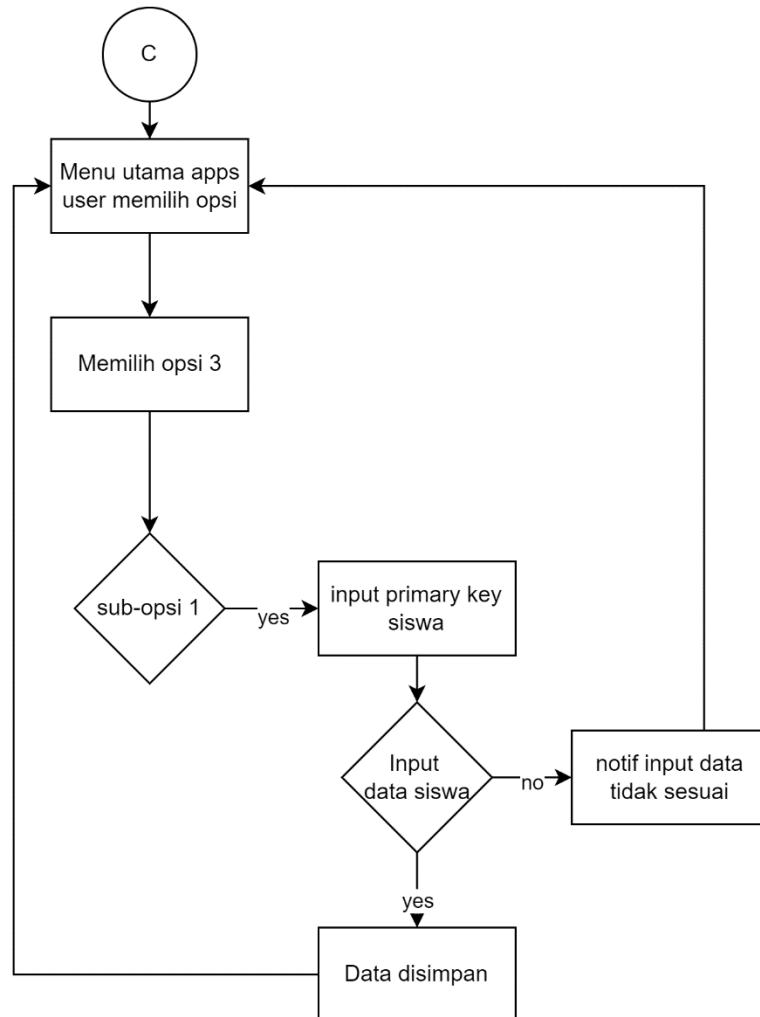 C
Menu utama apps
user memilih opsi
Memilih opsi 3
sub-opsi 1
yes
input primary key
siswa
Input
data siswa
no
notif input data
tidak sesuai
yes
Data disimpan